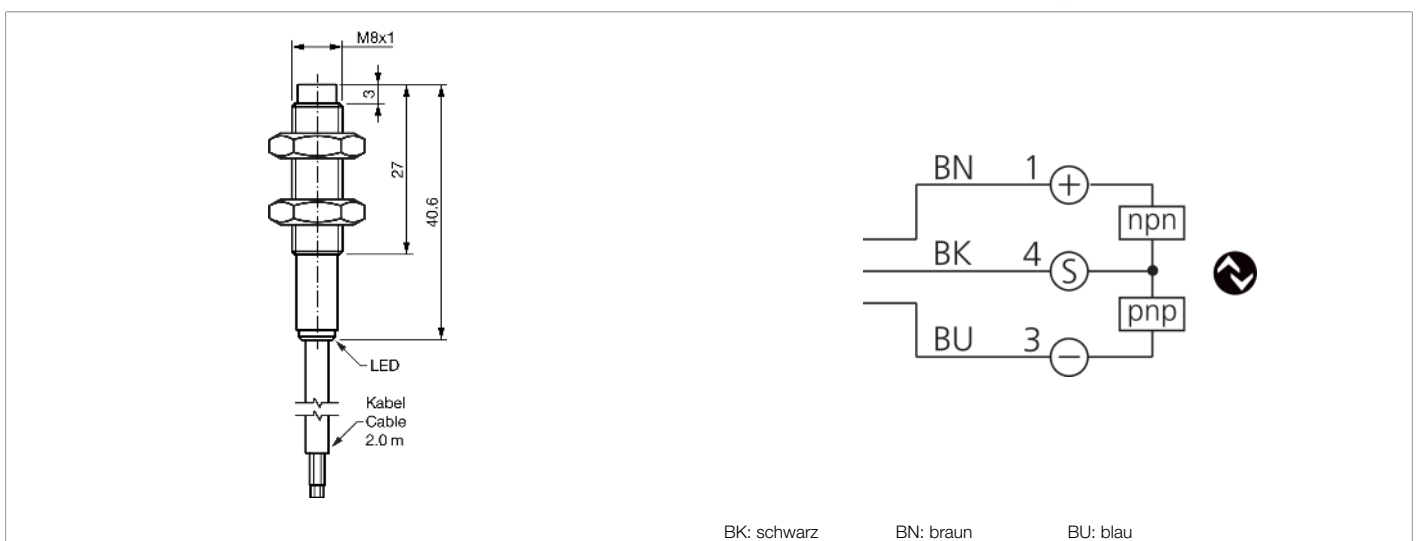 M8x1
3
27
40.6
LED
Kabel
Cable
2.0 m
BN 1 +
npn
BK 4 S
pnp
BU 3 −
BK: schwarz BN: braun BU: blau